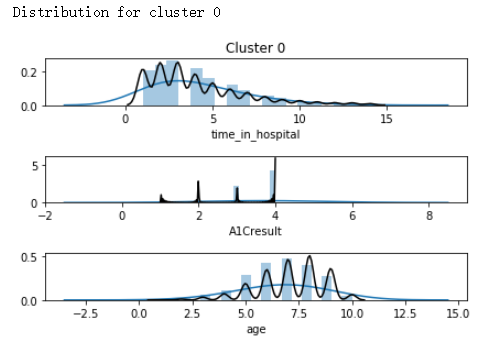 Distribution for cluster 0
Cluster 0
0.2
0.0
0 5 10 15
time_in_hospital
5
0
−2 0 2 4 6 8
A1Cresult
0.5
0.0
−2.5 0.0 2.5 5.0 7.5 10.0 12.5 15.0
age